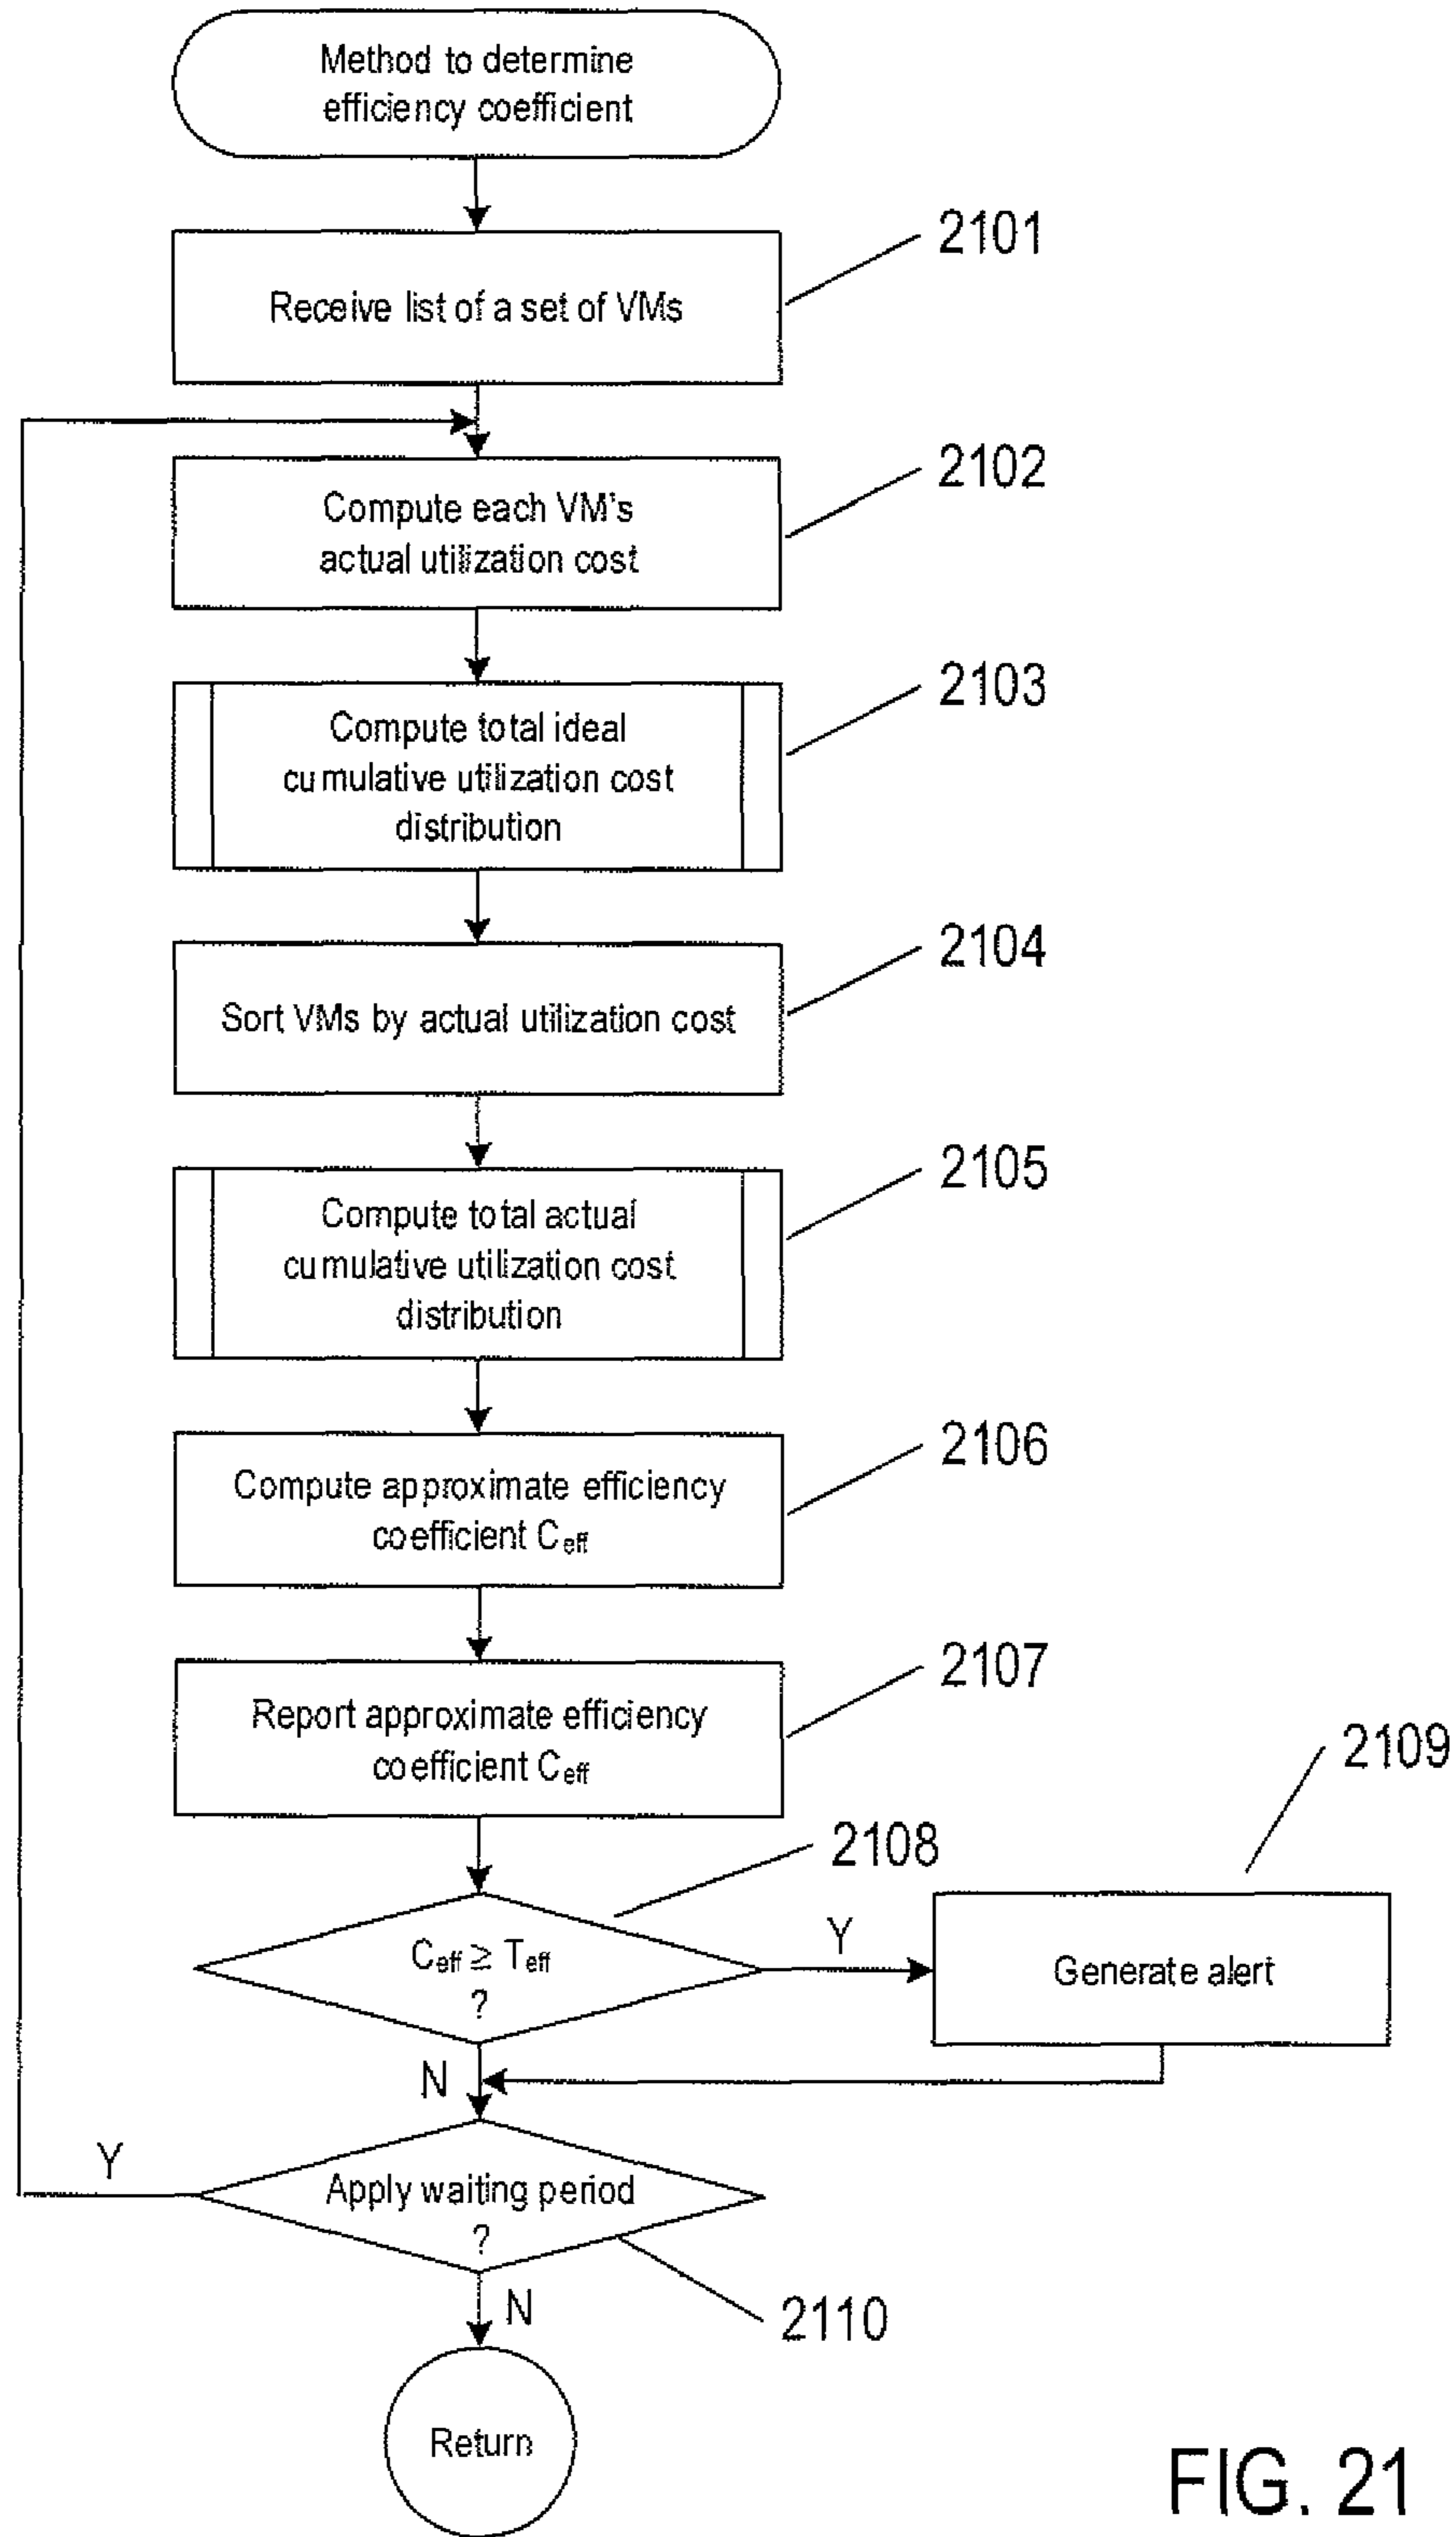 Method to determine
efficiency coefficient
2101
Receive list of a set of VMs
2102
Compute each VM's
actual utilization cost
2103
Compute total ideal
cumulative utilization cost
distribution
2104
Sort VMs by actual utilization cost
2105
Compute total actual
cumulative utilization cost
distribution
2106
Compute approximate efficiency
coefficient Ceff
2107
Report approximate efficiency
coefficient Ceff
2108
2109
Ceff ≥ Teff
?
Y
Generate alert
N
Y
Apply waiting period
?
2110
N
Return
FIG. 21